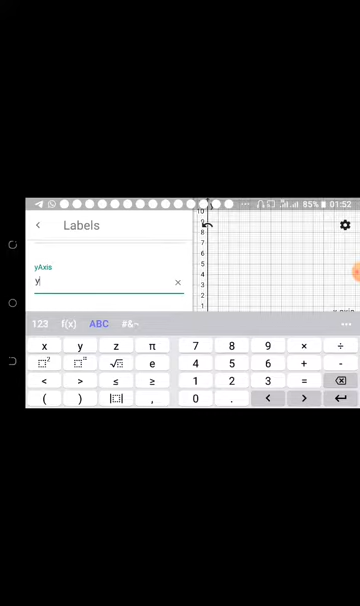 85% 01:52
Labels
yAxis
y
10
9
8
7
6
5
4
3
2
1
123 f(x) ABC #&¬
x y z π 7 8 9 × ÷
√ e 4 5 6 + -
< > ≤ ≥ 1 2 3 =
( ) , 0 . < >